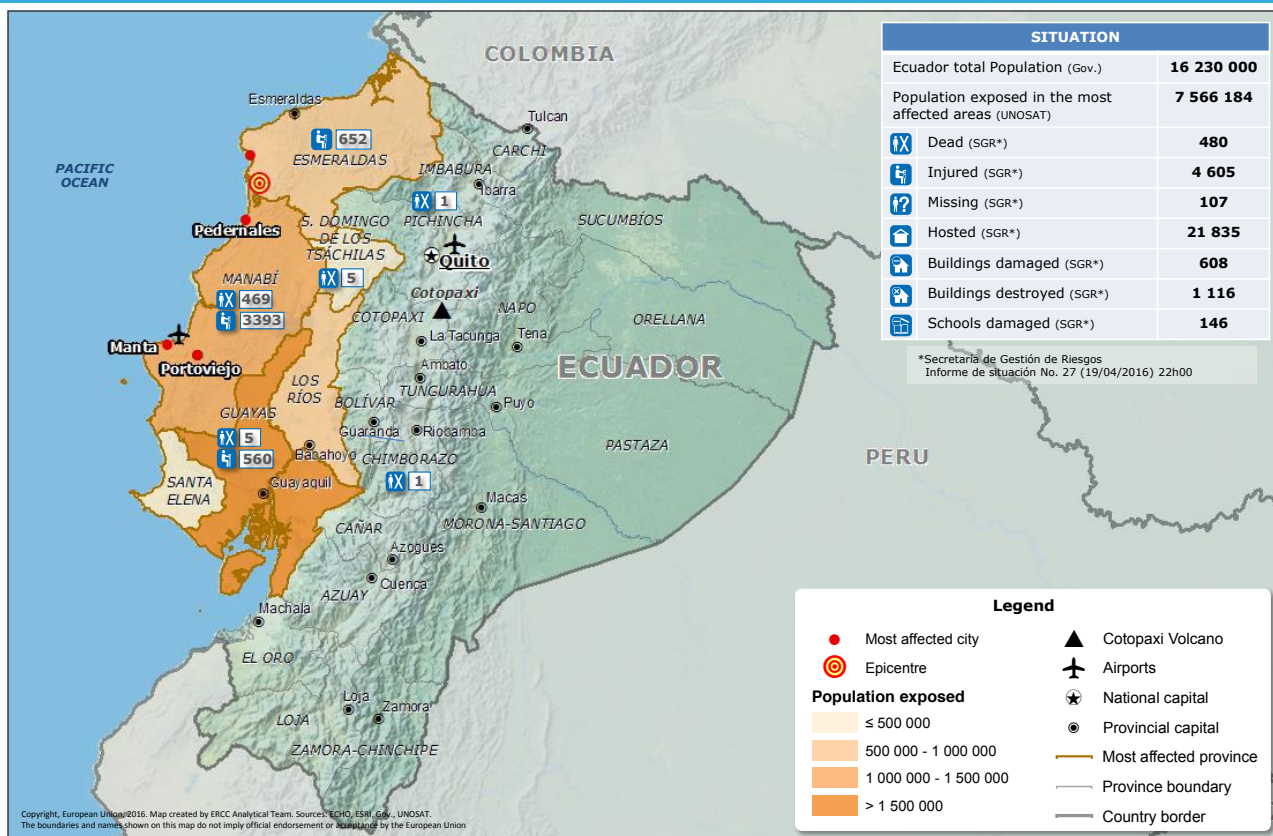 COLOMBIA
Esmeraldas
Tulcan
652
ESMERALDAS
CARCHI
IMBABURA
Ibarra
PACIFIC
OCEAN
1
PICHINCHA
SUCUMBÍOS
S. DOMINGO
DE LOS
TSÁCHILAS
Pedernales
Quito
5
MANABÍ
469
3393
Cotopaxi
NAPO
COTOPAXI
ORELLANA
La Tacunga
Tena
Manta
Portoviejo
ECUADOR
Ambato
TUNGURAHUA
LOS
RÍOS
BOLÍVAR
Puyo
GUAYAS
Guaranda
Riobamba
5
560
Babahoyo
CHIMBORAZO
PASTAZA
PERU
1
SANTA
ELENA
Guayaquil
Macas
MORONA-SANTIAGO
CAÑAR
Azogues
Cuenca
AZUAY
Machala
EL ORO
Loja
Zamora
LOJA
ZAMORA-CHINCHIPE
SITUATION
Ecuador total Population (Gov.) 16 230 000
Population exposed in the most 7 566 184
affected areas (UNOSAT)
Dead (SGR*) 480
Injured (SGR*) 4 605
Missing (SGR*) 107
Hosted (SGR*) 21 835
Buildings damaged (SGR*) 608
Buildings destroyed (SGR*) 1 116
Schools damaged (SGR*) 146
*Secretaría de Gestión de Riesgos
Informe de situación No. 27 (19/04/2016) 22h00
Legend
Most affected city
Epicentre
Population exposed
≤ 500 000
500 000 - 1 000 000
1 000 000 - 1 500 000
> 1 500 000
Cotopaxi Volcano
Airports
National capital
Provincial capital
Most affected province
Province boundary
Country border
Copyright, European Union, 2016. Map created by ERCC Analytical Team. Sources: ECHO, ESRI, Gov., UNOSAT.
The boundaries and names shown on this map do not imply official endorsement or acceptance by the European Union